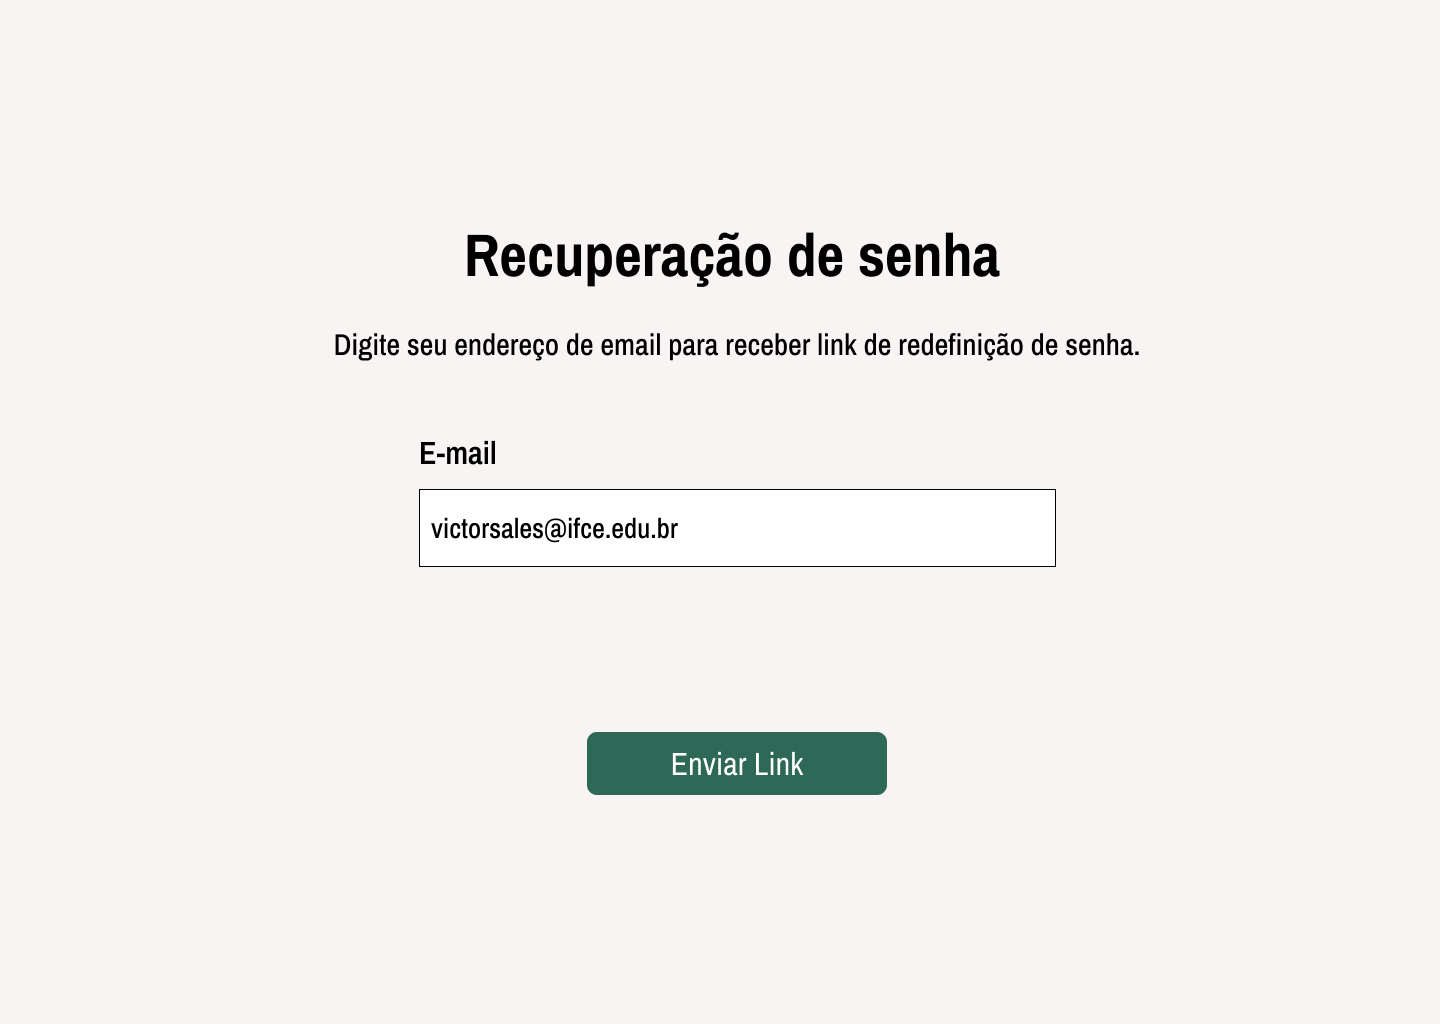 Recuperação de senha
Digite seu endereço de email para receber link de redefinição de senha.
E-mail
victorsales@ifce.edu.br
Enviar Link